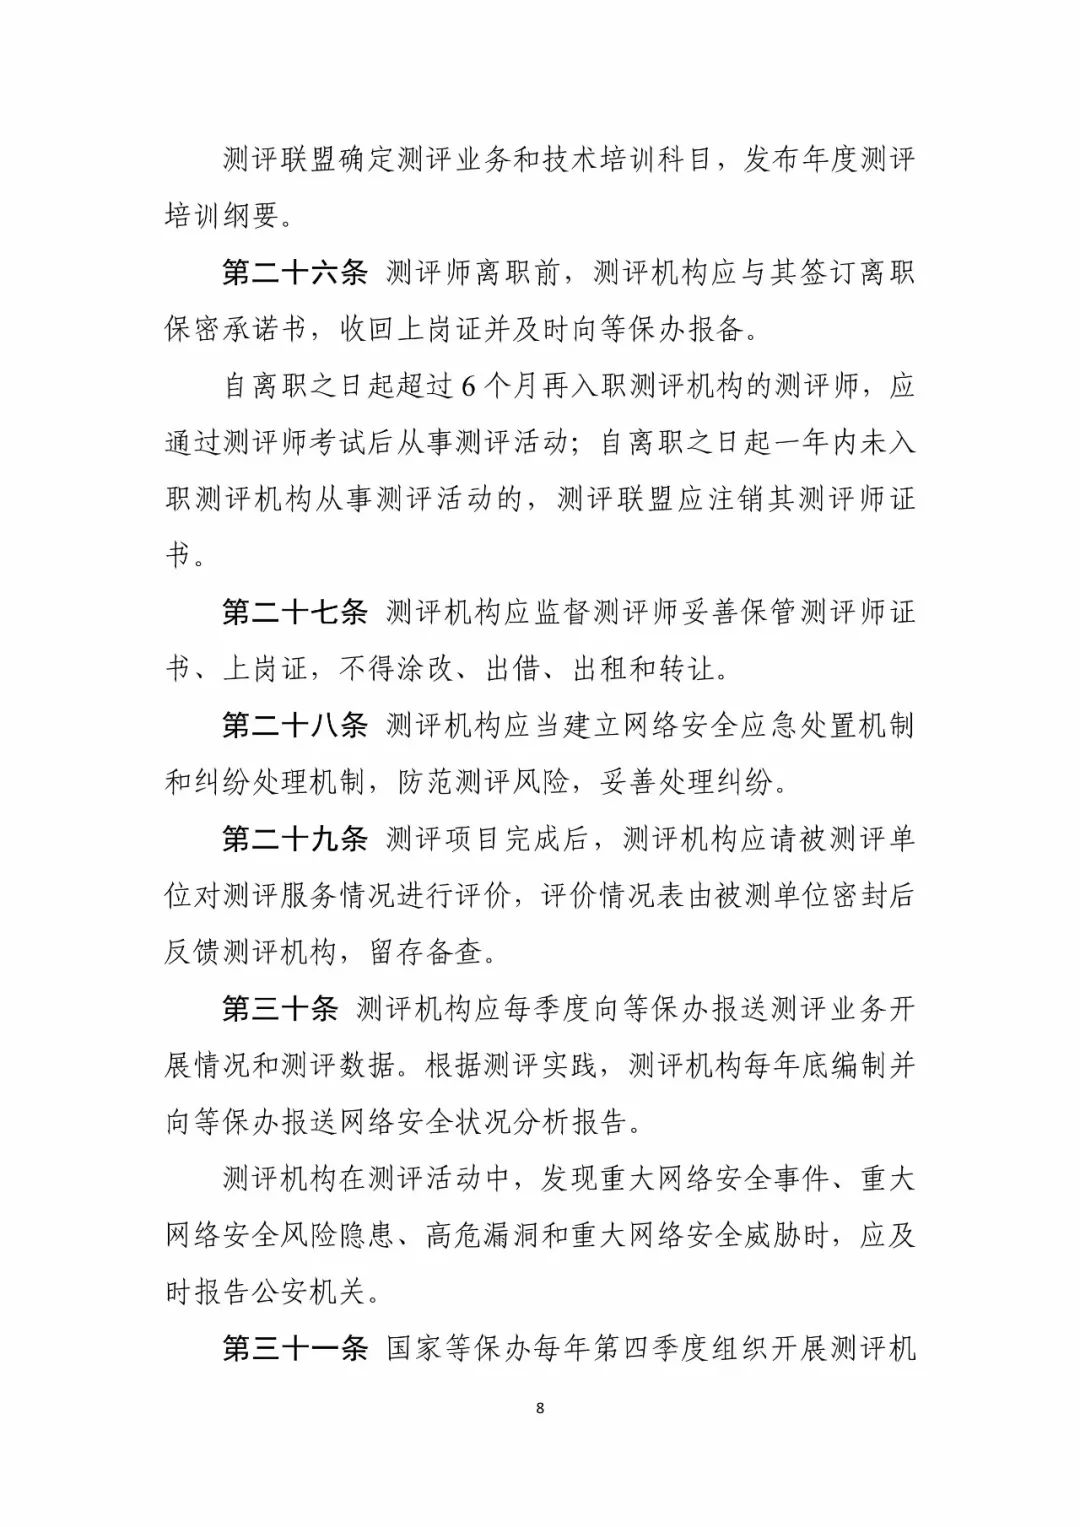 测评联盟确定测评业务和技术培训科目，发布年度测评
培训纲要。
第二十六条 测评师离职前，测评机构应与其签订离职
保密承诺书，收回上岗证并及时向等保办报备。
自离职之日起超过 6 个月再入职测评机构的测评师，应
通过测评师考试后从事测评活动；自离职之日起一年内未入
职测评机构从事测评活动的，测评联盟应注销其测评师证
书。
第二十七条 测评机构应监督测评师妥善保管测评师证
书、上岗证，不得涂改、出借、出租和转让。
第二十八条 测评机构应当建立网络安全应急处置机制
和纠纷处理机制，防范测评风险，妥善处理纠纷。
第二十九条 测评项目完成后，测评机构应请被测评单
位对测评服务情况进行评价，评价情况表由被测单位密封后
反馈测评机构，留存备查。
第三十条 测评机构应每季度向等保办报送测评业务开
展情况和测评数据。根据测评实践，测评机构每年底编制并
向等保办报送网络安全状况分析报告。
测评机构在测评活动中，发现重大网络安全事件、重大
网络安全风险隐患、高危漏洞和重大网络安全威胁时，应及
时报告公安机关。
第三十一条 国家等保办每年第四季度组织开展测评机
8